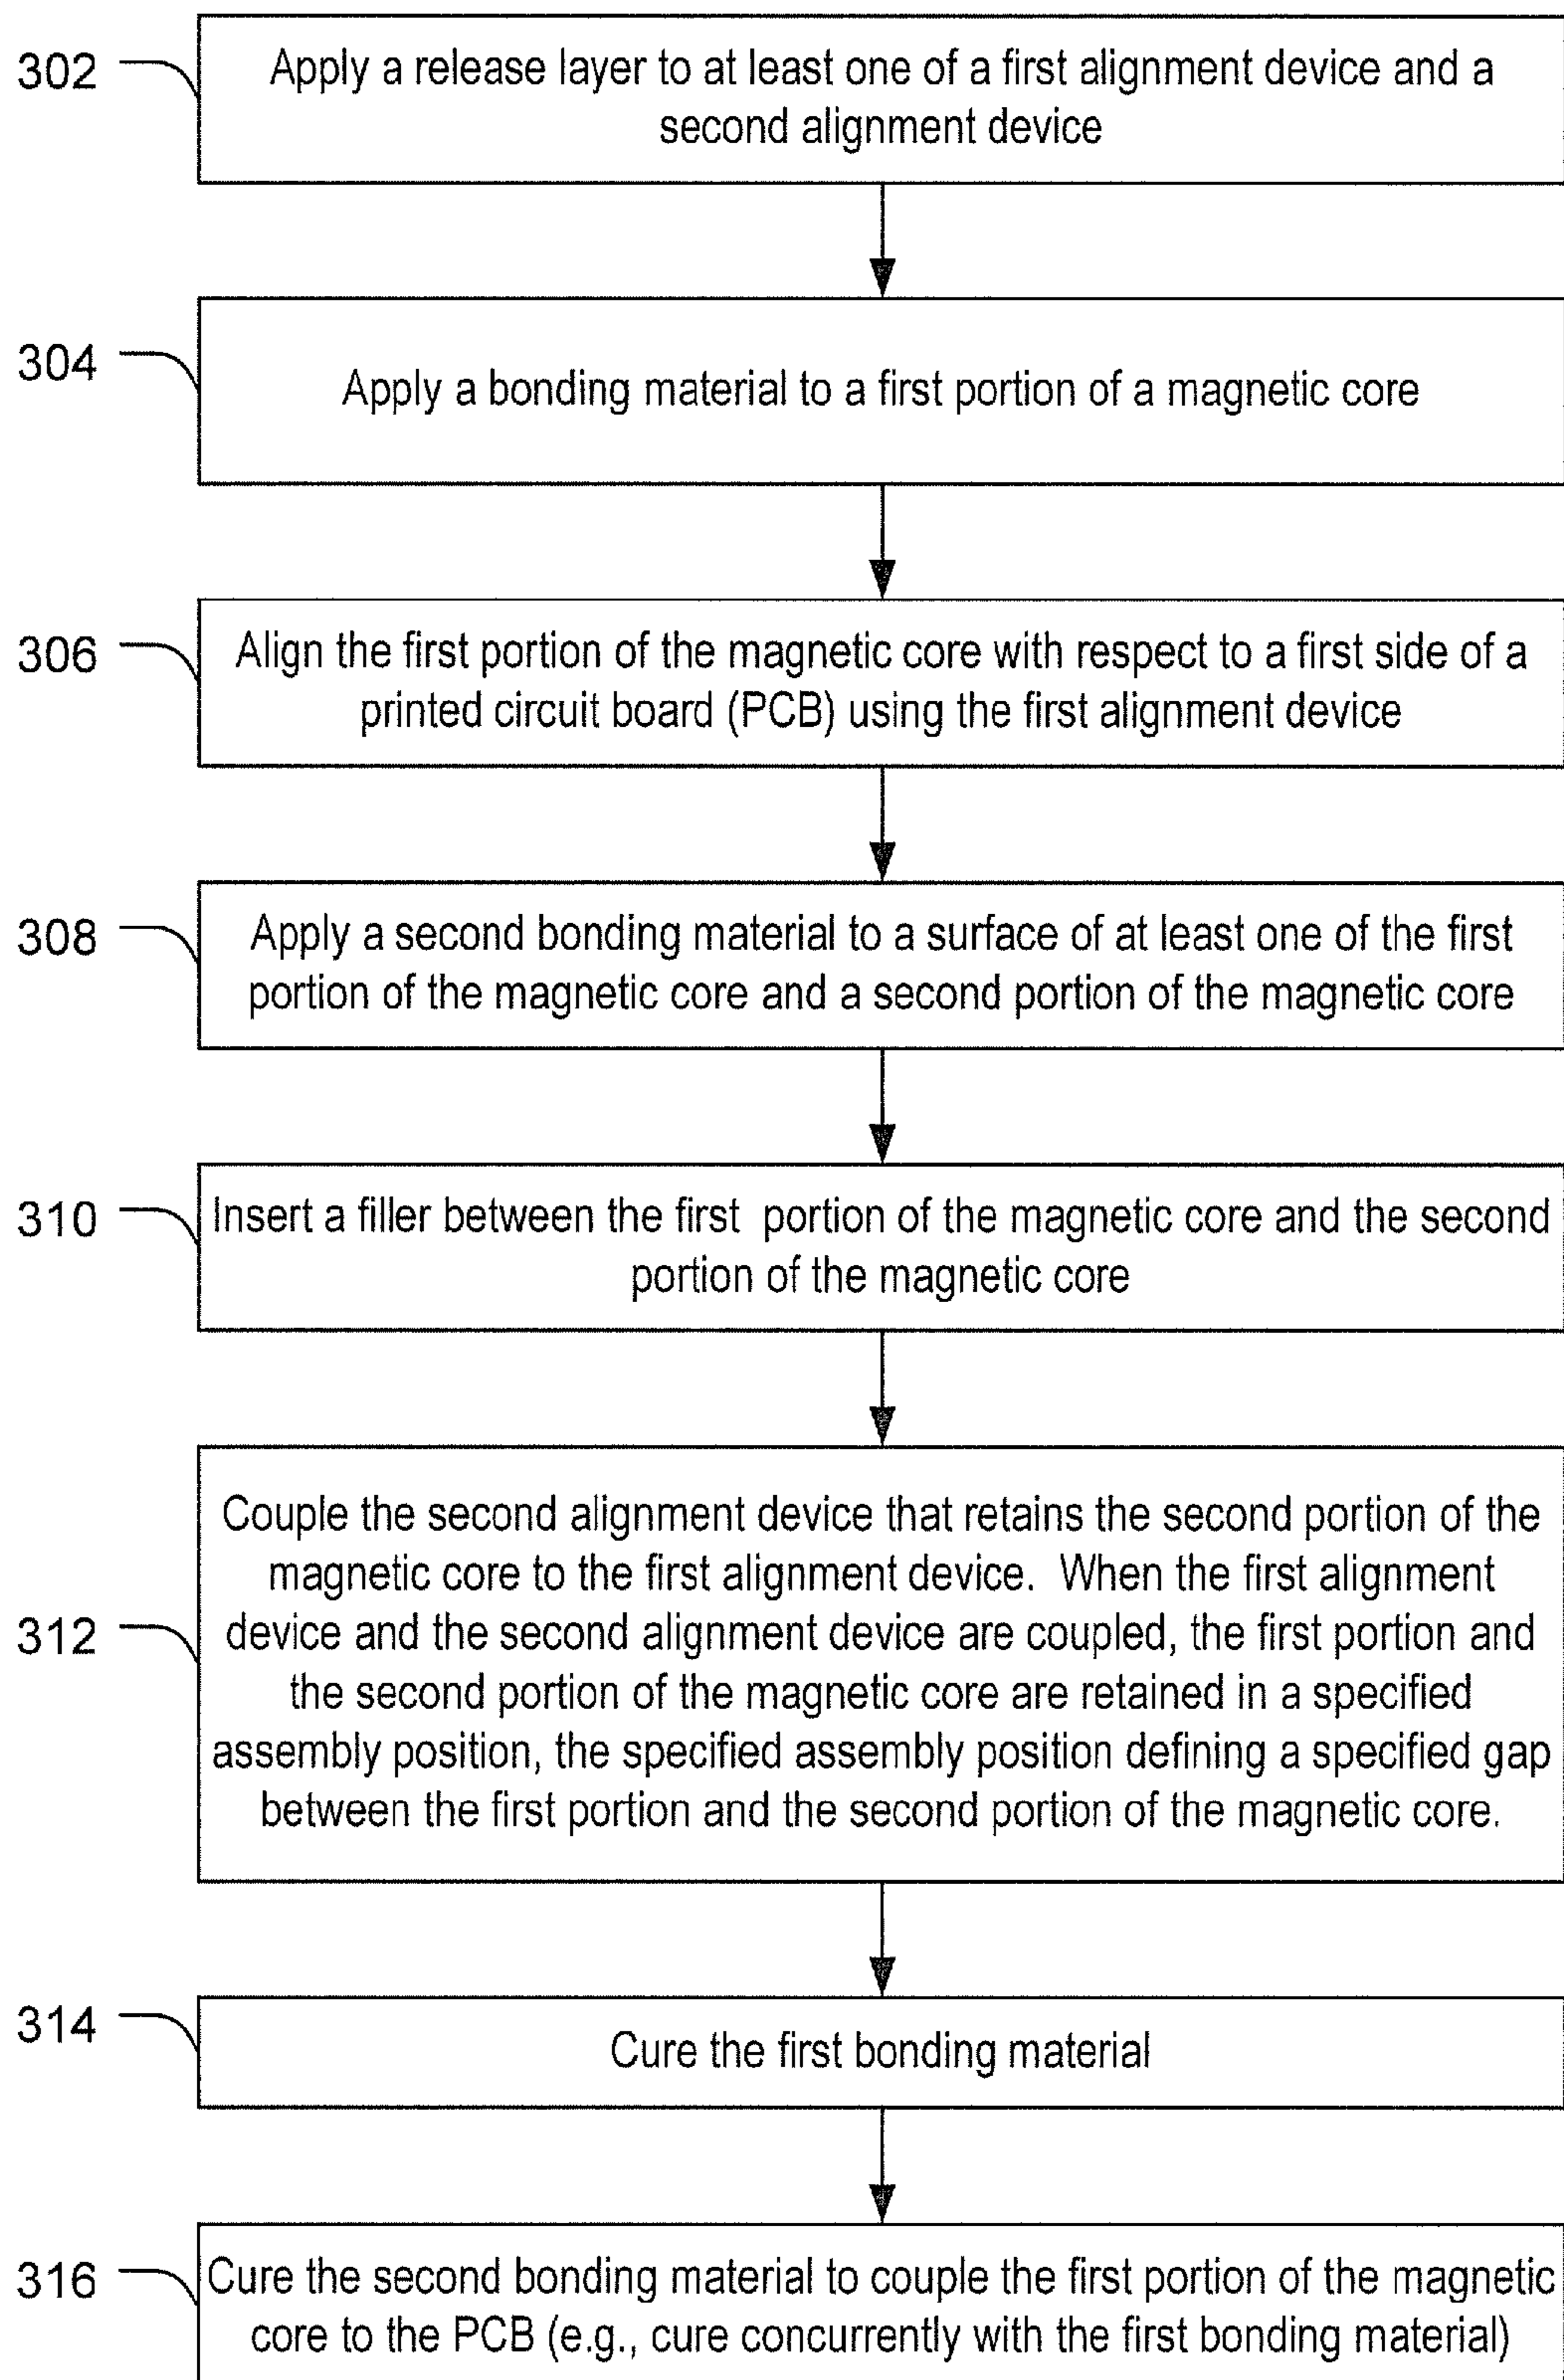 302
Apply a release layer to at least one of a first alignment device and a
second alignment device
304
Apply a bonding material to a first portion of a magnetic core
306
Align the first portion of the magnetic core with respect to a first side of a
printed circuit board (PCB) using the first alignment device
308
Apply a second bonding material to a surface of at least one of the first
portion of the magnetic core and a second portion of the magnetic core
310
Insert a filler between the first portion of the magnetic core and the second
portion of the magnetic core
312
Couple the second alignment device that retains the second portion of the
magnetic core to the first alignment device. When the first alignment
device and the second alignment device are coupled, the first portion and
the second portion of the magnetic core are retained in a specified
assembly position, the specified assembly position defining a specified gap
between the first portion and the second portion of the magnetic core.
314
Cure the first bonding material
316
Cure the second bonding material to couple the first portion of the magnetic
core to the PCB (e.g., cure concurrently with the first bonding material)